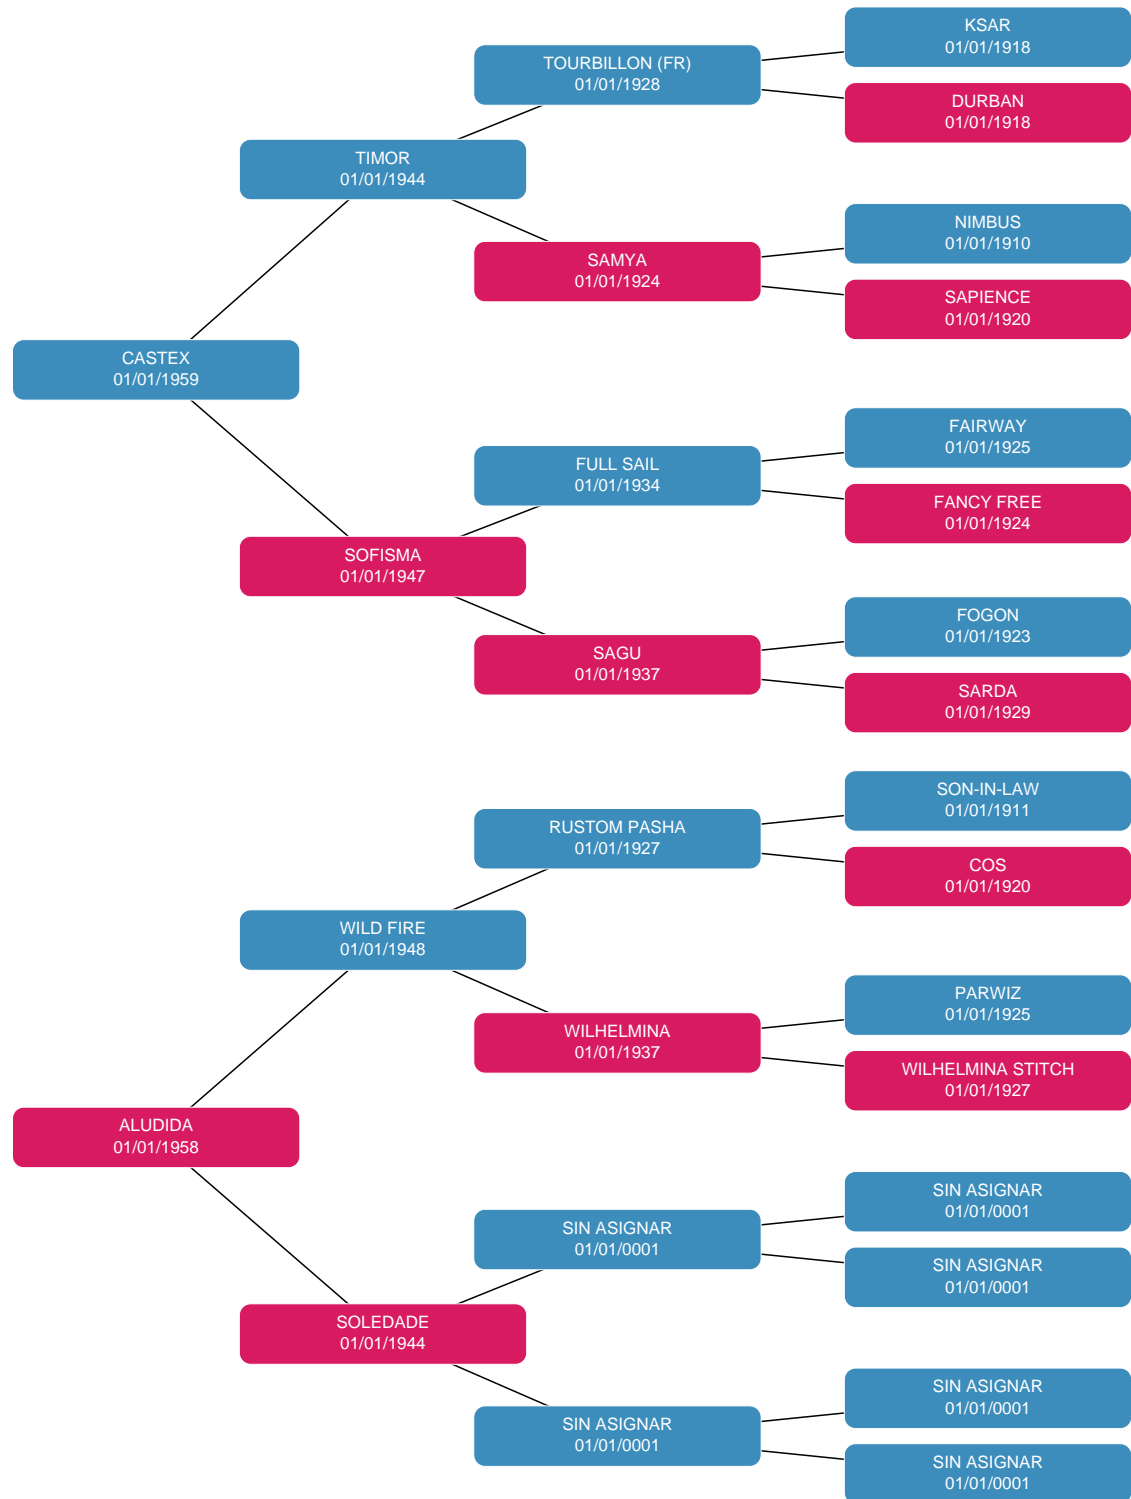 KSAR
01/01/1918
TOURBILLON (FR)
01/01/1928
DURBAN
01/01/1918
TIMOR
01/01/1944
NIMBUS
01/01/1910
SAMYA
01/01/1924
SAPIENCE
01/01/1920
CASTEX
01/01/1959
FAIRWAY
01/01/1925
FULL SAIL
01/01/1934
FANCY FREE
01/01/1924
SOFISMA
01/01/1947
FOGON
01/01/1923
SAGU
01/01/1937
SARDA
01/01/1929
SON-IN-LAW
01/01/1911
RUSTOM PASHA
01/01/1927
COS
01/01/1920
WILD FIRE
01/01/1948
PARWIZ
01/01/1925
WILHELMINA
01/01/1937
WILHELMINA STITCH
01/01/1927
ALUDIDA
01/01/1958
SIN ASIGNAR
01/01/0001
SIN ASIGNAR
01/01/0001
SIN ASIGNAR
01/01/0001
SOLEDADE
01/01/1944
SIN ASIGNAR
01/01/0001
SIN ASIGNAR
01/01/0001
SIN ASIGNAR
01/01/0001